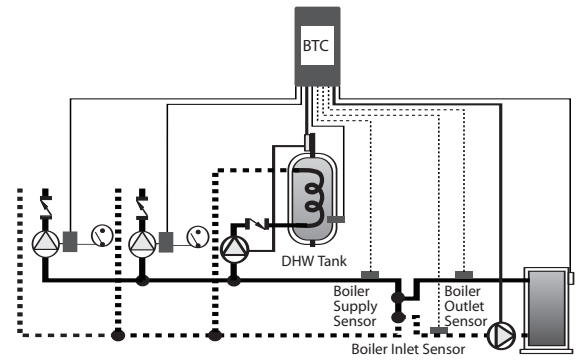 BTC
DHW Tank
Boiler
Supply
Sensor
Boiler
Outlet
Sensor
Boiler Inlet Sensor